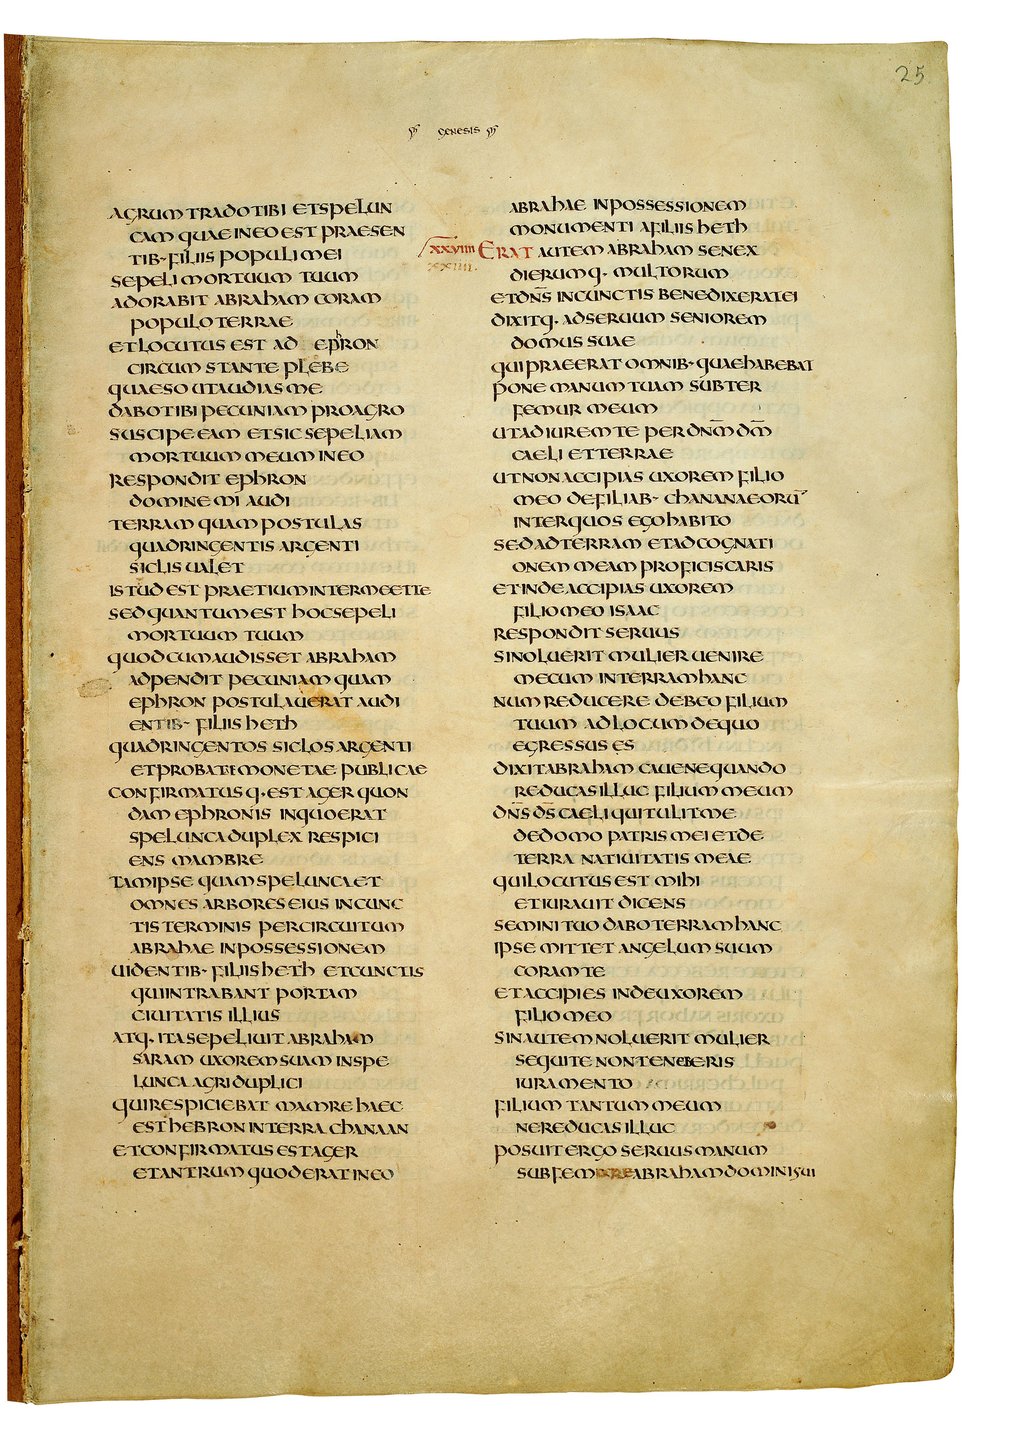 25
GENESIS
AGRUM TRADO TIBI ET SPELUN
CAM QUAE IN EO EST PRAESEN
TIB· FILIIS POPULI MEI
SEPELI MORTUUM TUUM
ADORABIT ABRAHAM CORAM
POPULO TERRAE
ET LOCUTUS EST AD EPHRON
CIRCUM STANTE PLEBE
QUAESO UT AUDIAS ME
DABO TIBI PECUNIAM PRO AGRO
SUSCIPE EAM ET SIC SEPELIAM
MORTUUM MEUM IN EO
RESPONDIT EPHRON
DOMINE MI AUDI
TERRAM QUAM POSTULAS
QUADRINGENTIS ARGENTI
SICLIS UALET
ISTUD EST PRAETIUM INTER ME ET TE
SED QUANTUM EST HOC SEPELI
MORTUUM TUUM
QUOD CUM AUDISSET ABRAHAM
ADPENDIT PECUNIAM QUAM
EPHRON POSTULAUERAT AUDI
ENTIB· FILIIS HETH
QUADRINGENTOS SICLOS ARGENTI
ET PROBATE MONETAE PUBLICAE
CONFIRMATUS Q· EST AGER QUON
DAM EPHRONIS IN QUO ERAT
SPELUNCA DUPLEX RESPICI
ENS MAMBRE
TAM IPSE QUAM SPELUNCA ET
OMNES ARBORES EIUS IN CUNC
TIS TERMINIS PER CIRCUITUM
ABRAHAE IN POSSESSIONEM
UIDENTIB· FILIIS HETH ET CUNCTIS
QUI INTRABANT PORTAM
CIUITATIS ILLIUS
ATQ· ITA SEPELIUIT ABRAHAM
SARAM UXOREM SUAM IN SPE
LUNCA AGRI DUPLICI
QUI RESPICIEBAT MAMRE HAEC
EST HEBRON IN TERRA CHANAAN
ET CONFIRMATUS EST AGER
ET ANTRUM QUOD ERAT IN EO
ABRAHAE IN POSSESSIONEM
MONUMENTI A FILIIS HETH
XXVIIII ERAT AUTEM ABRAHAM SENEX
XXIIII.
DIERUMQ· MULTORUM
ET DN̅S IN CUNCTIS BENEDIXERAT EI
DIXITQ· AD SERUUM SENIOREM
DOMUS SUAE
QUI PRAEERAT OMNIB· QUAE HABEBAT
PONE MANUM TUAM SUBTER
FEMUR MEUM
UT ADIUREM TE PER DN̅M D̅M
CAELI ET TERRAE
UT NON ACCIPIAS UXOREM FILIO
MEO DE FILIAB· CHANANAEORU̅
INTER QUOS EGO HABITO
SED AD TERRAM ET AD COGNATI
ONEM MEAM PROFICISCARIS
ET INDE ACCIPIAS UXOREM
FILIO MEO ISAAC
RESPONDIT SERUUS
SI NOLUERIT MULIER UENIRE
MECUM IN TERRAM HANC
NUM REDUCERE DEBEO FILIUM
TUUM AD LOCUM DE QUO
EGRESSUS ES
DIXIT ABRAHAM CAUE NEQUANDO
REDUCAS ILLUC FILIUM MEUM
DN̅S D̅S CAELI QUI TULIT ME
DE DOMO PATRIS MEI ET DE
TERRA NATIUITATIS MEAE
QUI LOCUTUS EST MIHI
ET IURAUIT DICENS
SEMINI TUO DABO TERRAM HANC
IPSE MITTET ANGELUM SUUM
CORAM TE
ET ACCIPIES INDE UXOREM
FILIO MEO
SIN AUTEM NOLUERIT MULIER
SEQUI TE NON TENEBERIS
IURAMENTO
FILIUM TANTUM MEUM
NE REDUCAS ILLUC
POSUIT ERGO SERUUS MANUM
SUB FEMORE ABRAHAM DOMINI SUI